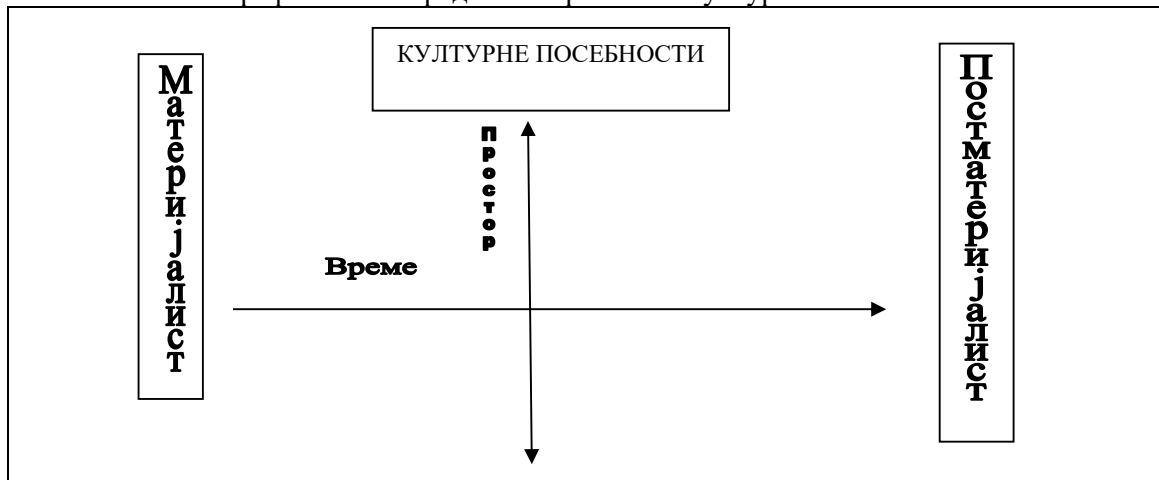 КУЛТУРНЕ ПОСЕБНОСТИ
Материјалист
Простор
Време
Постматеријалист